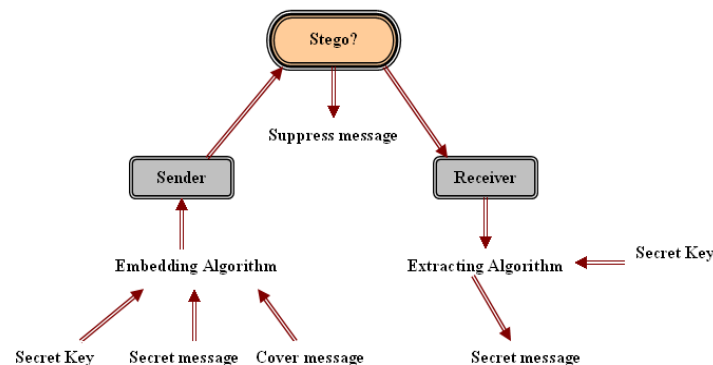 Stego?
Suppress message
Sender
Receiver
Embedding Algorithm
Extracting Algorithm
Secret Key
Secret Key
Secret message
Cover message
Secret message